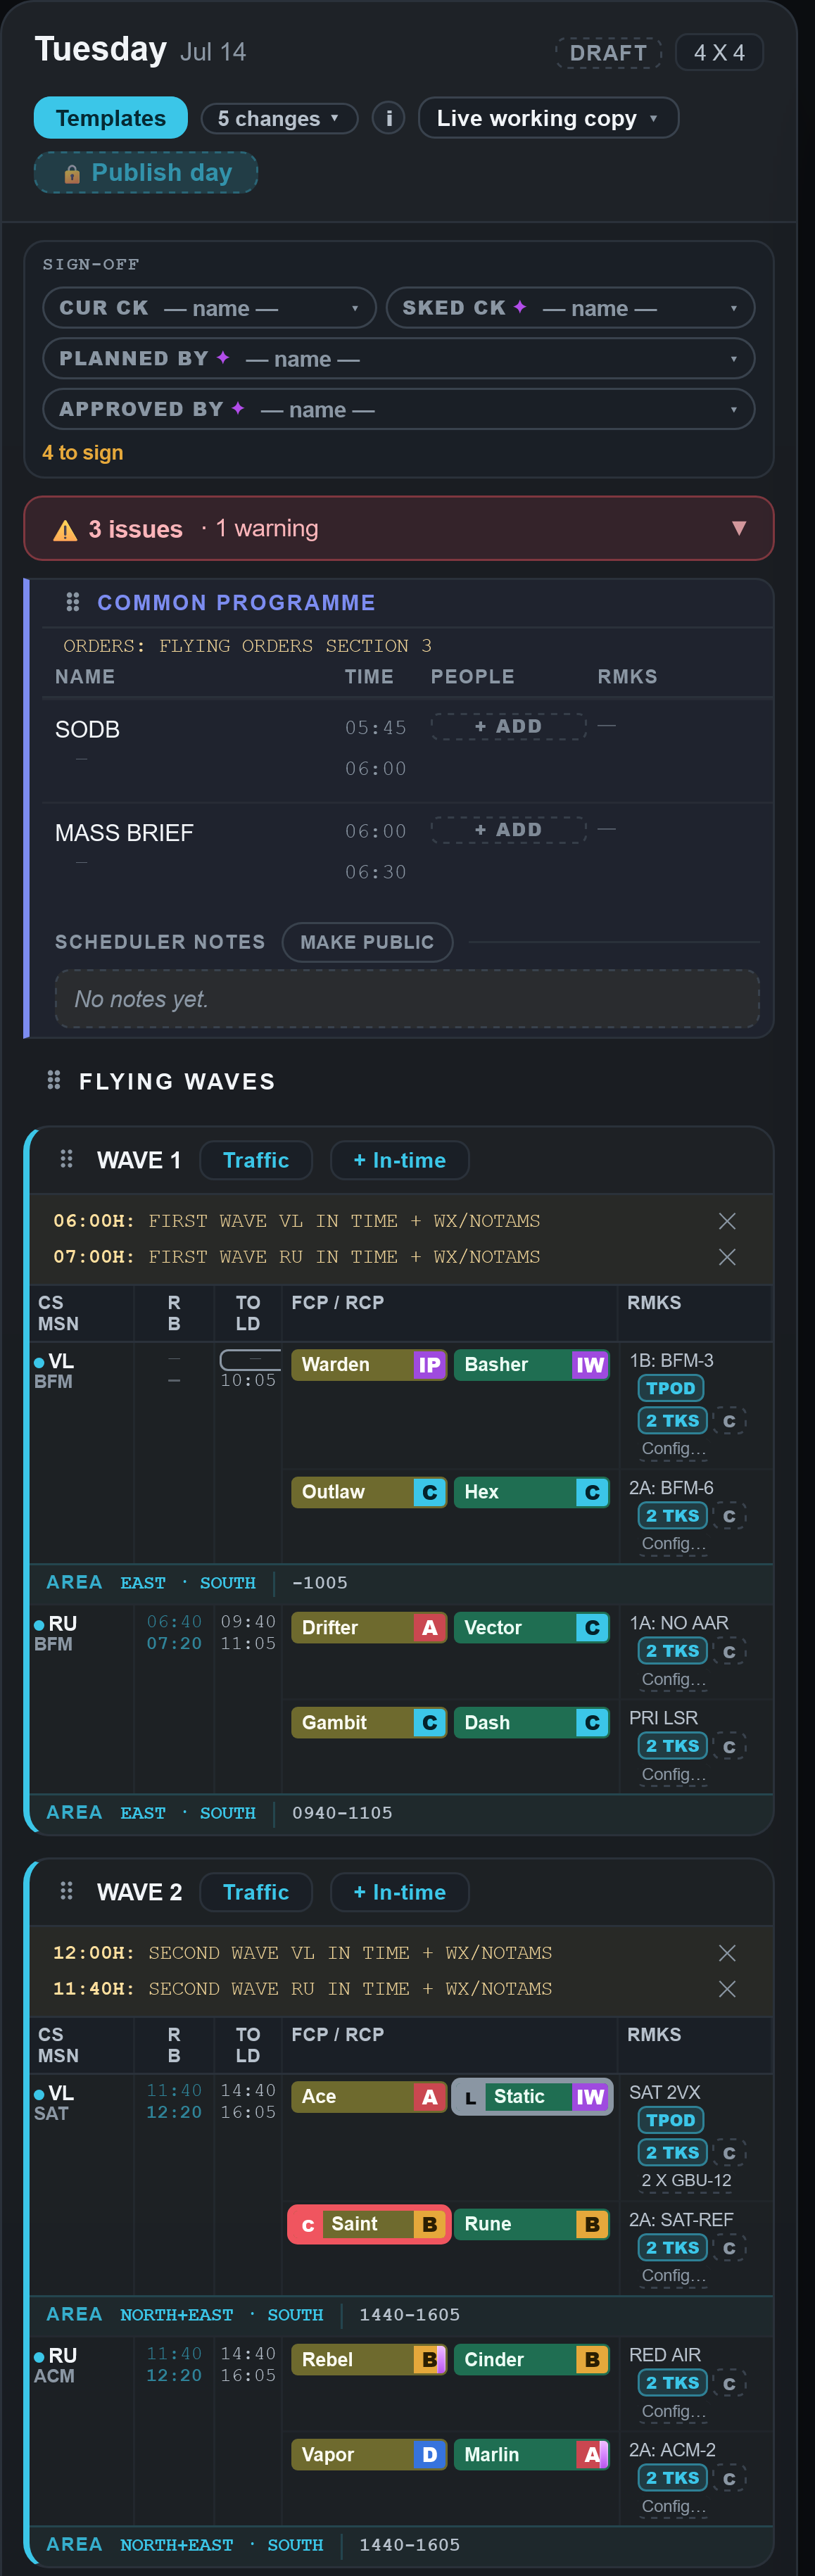 Tuesday Jul 14 DRAFT 4 X 4
Templates 5 changes ▾ i Live working copy ▾
🔒 Publish day
SIGN-OFF
CUR CK — name — ▾ SKED CK ✦ — name — ▾
PLANNED BY ✦ — name — ▾
APPROVED BY ✦ — name — ▾
4 to sign
⚠ 3 issues · 1 warning ▼
COMMON PROGRAMME
ORDERS: FLYING ORDERS SECTION 3
NAME TIME PEOPLE RMKS
SODB 05:45 + ADD —
— 06:00
MASS BRIEF 06:00 + ADD —
— 06:30
SCHEDULER NOTES MAKE PUBLIC
No notes yet.
FLYING WAVES
WAVE 1 Traffic + In-time
06:00H: FIRST WAVE VL IN TIME + WX/NOTAMS ✕
07:00H: FIRST WAVE RU IN TIME + WX/NOTAMS ✕
CS R TO FCP / RCP RMKS
MSN B LD
VL — — Warden IP Basher IW 1B: BFM-3
BFM — 10:05 TPOD
2 TKS C
Config…
Outlaw C Hex C 2A: BFM-6
2 TKS C
Config…
AREA EAST · SOUTH -1005
RU 06:40 09:40 Drifter A Vector C 1A: NO AAR
BFM 07:20 11:05 2 TKS C
Config…
Gambit C Dash C PRI LSR
2 TKS C
Config…
AREA EAST · SOUTH 0940-1105
WAVE 2 Traffic + In-time
12:00H: SECOND WAVE VL IN TIME + WX/NOTAMS ✕
11:40H: SECOND WAVE RU IN TIME + WX/NOTAMS ✕
CS R TO FCP / RCP RMKS
MSN B LD
VL 11:40 14:40 Ace A L Static IW SAT 2VX
SAT 12:20 16:05 TPOD
2 TKS C
2 X GBU-12
C Saint B Rune B 2A: SAT-REF
2 TKS C
Config…
AREA NORTH+EAST · SOUTH 1440-1605
RU 11:40 14:40 Rebel B Cinder B RED AIR
ACM 12:20 16:05 2 TKS C
Config…
Vapor D Marlin A 2A: ACM-2
2 TKS C
Config…
AREA NORTH+EAST · SOUTH 1440-1605